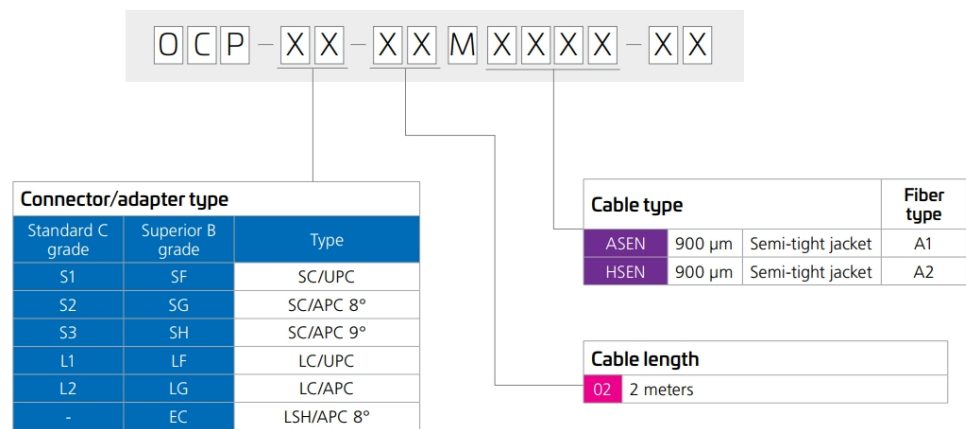 OCP-XX-XXMXXXX-XX
Connector/adapter type
Standard C grade Superior B grade Type
S1 SF SC/UPC
S2 SG SC/APC 8°
S3 SH SC/APC 9°
L1 LF LC/UPC
L2 LG LC/APC
- EC LSH/APC 8°
Cable type Fiber type
ASEN 900 µm Semi-tight jacket A1
HSEN 900 µm Semi-tight jacket A2
Cable length
02 2 meters